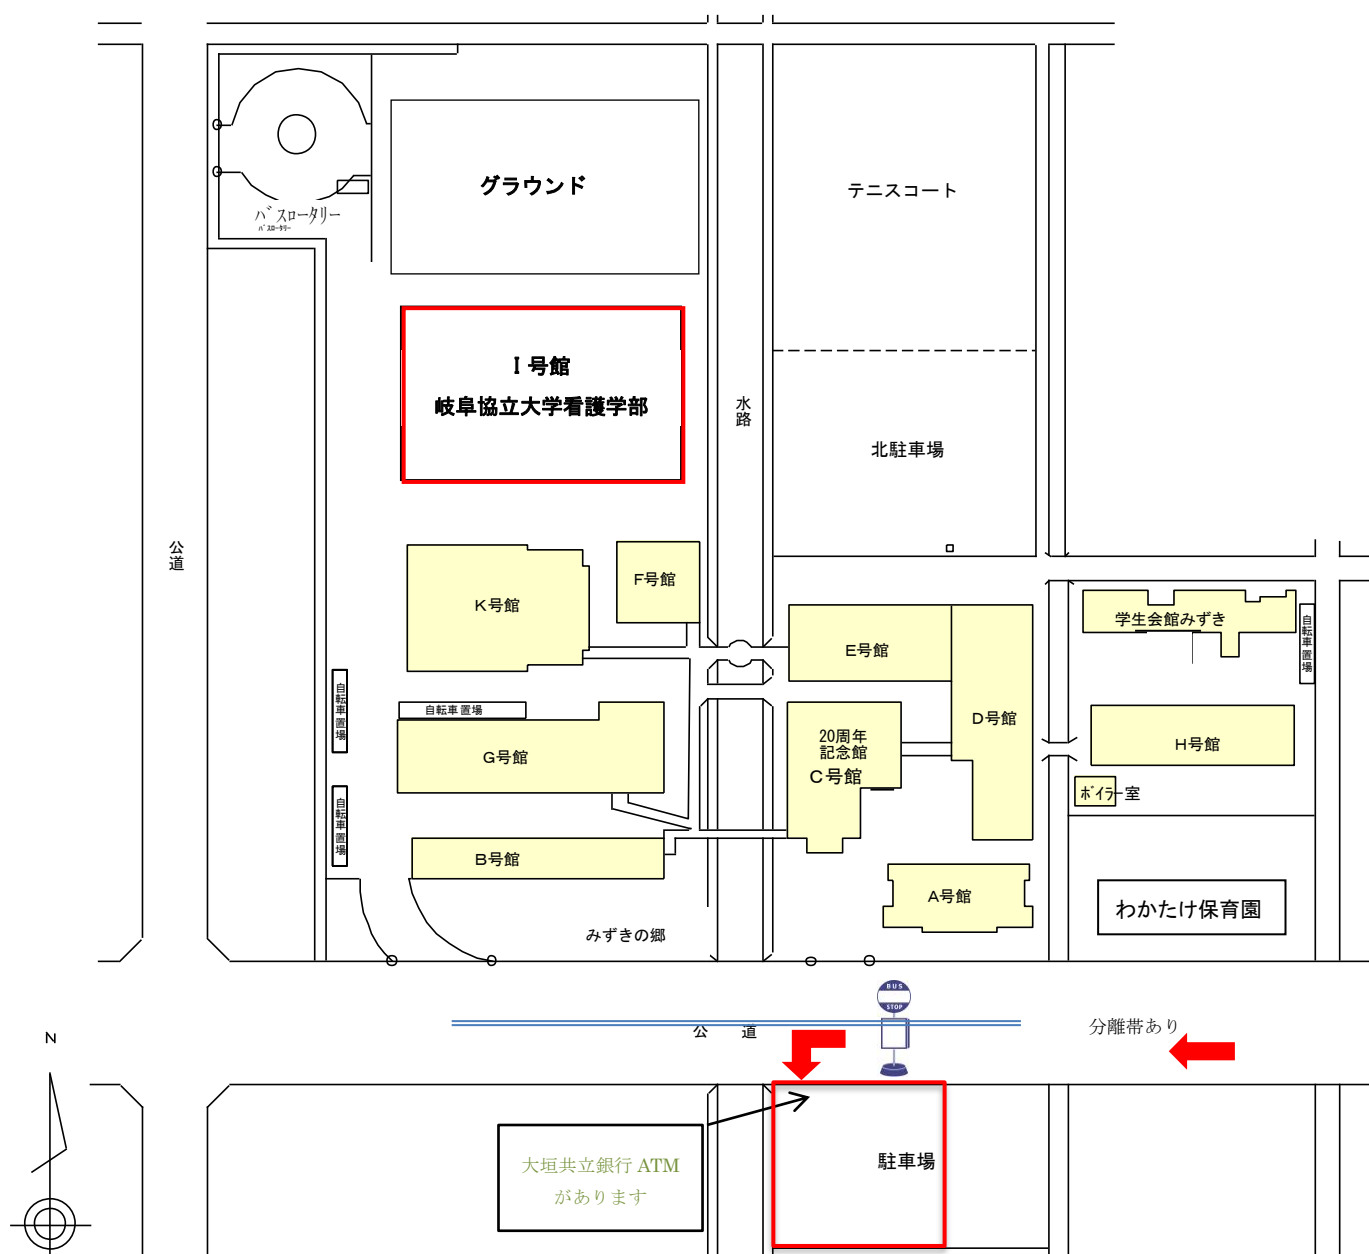 グラウンド
テニスコート
バスロータリー
バスロータリー
Ⅰ号館
岐阜協立大学看護学部
水路
北駐車場
公道
K号館
F号館
E号館
学生会館みずき
自転車置場
自転車置場
自転車置場
G号館
20周年
記念館
C号館
D号館
H号館
ボイラー室
自転車置場
B号館
A号館
わかたけ保育園
みずきの郷
BUS
STOP
公道
分離帯あり
N
大垣共立銀行 ATM
があります
駐車場